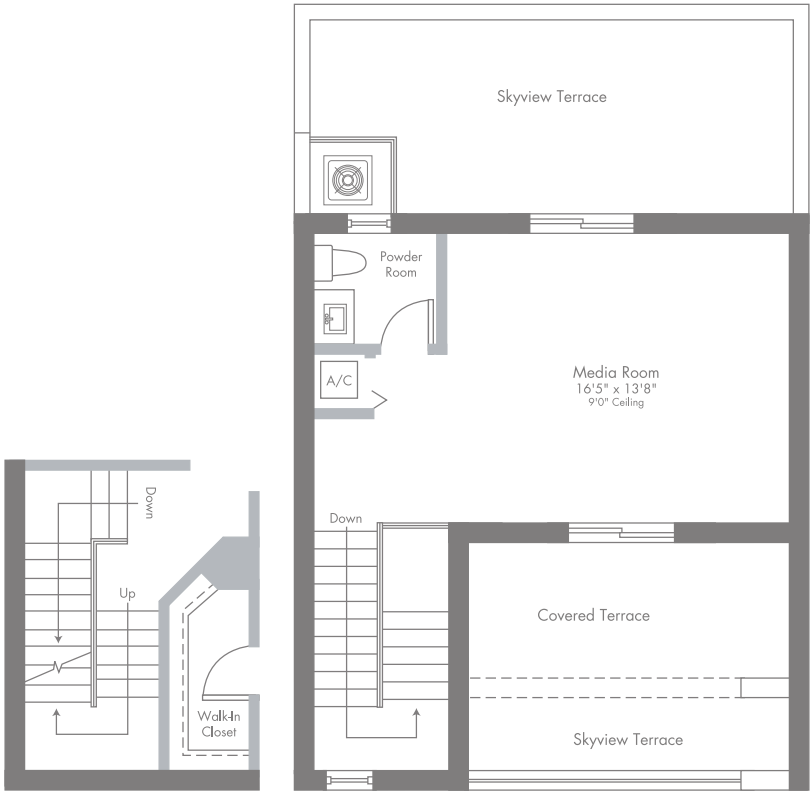 Skyview Terrace
Powder
Room
A/C
Media Room
16'5" x 13'8"
9'0" Ceiling
Down
Down
Up
Covered Terrace
Walk-In
Closet
Skyview Terrace